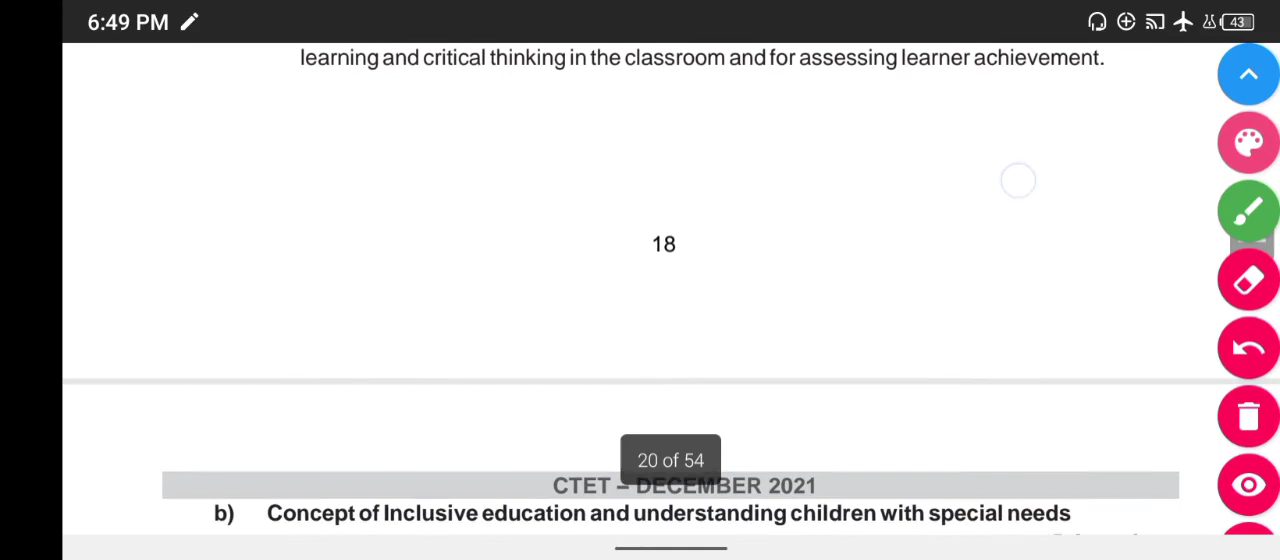 6:49 PM
43
learning and critical thinking in the classroom and for assessing learner achievement.
18
20 of 54
CTET – DECEMBER 2021
b) Concept of Inclusive education and understanding children with special needs